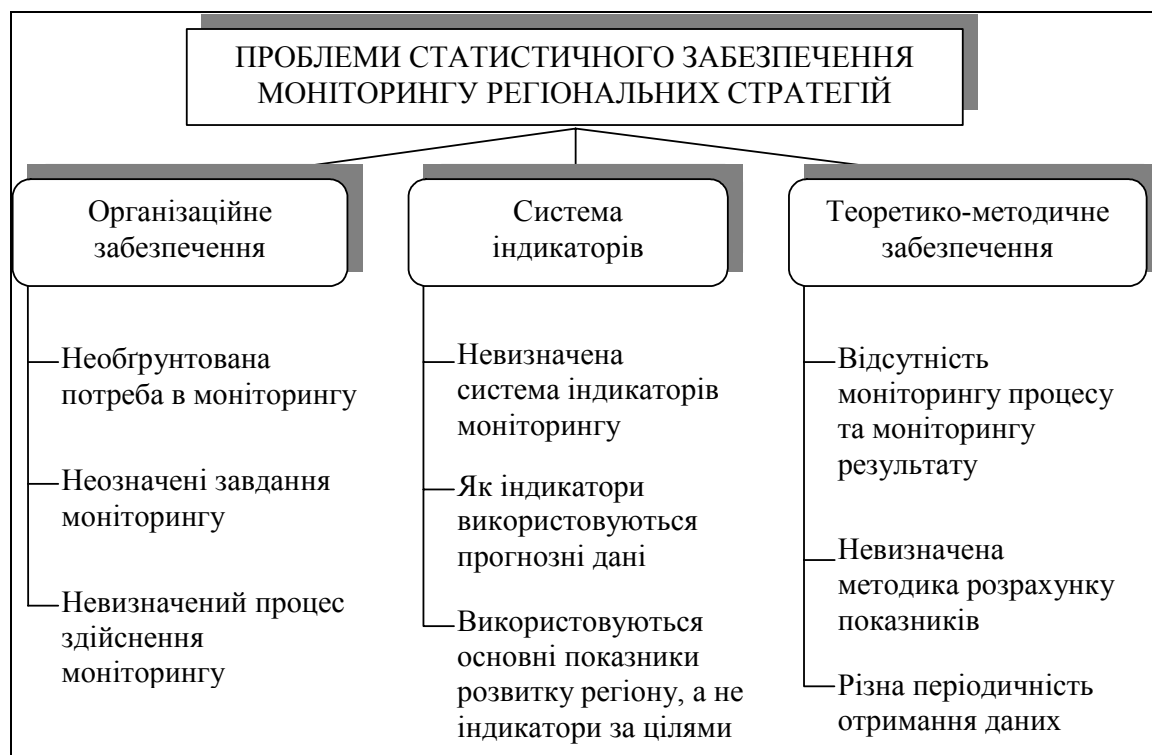 ПРОБЛЕМИ СТАТИСТИЧНОГО ЗАБЕЗПЕЧЕННЯ
МОНІТОРИНГУ РЕГІОНАЛЬНИХ СТРАТЕГІЙ
Організаційне
забезпечення
Необґрунтована
потреба в моніторингу
Неозначені завдання
моніторингу
Невизначений процес
здійснення
моніторингу
Система
індикаторів
Невизначена
система індикаторів
моніторингу
Як індикатори
використовуються
прогнозні дані
Використовуються
основні показники
розвитку регіону, а не
індикатори за цілями
Теоретико-методичне
забезпечення
Відсутність
моніторингу процесу
та моніторингу
результату
Невизначена
методика розрахунку
показників
Різна періодичність
отримання даних